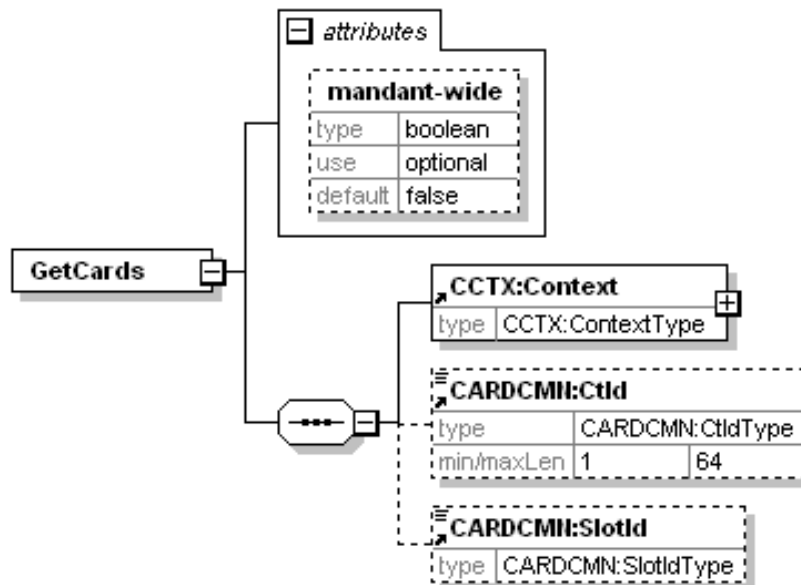 attributes
mandant-wide
type boolean
use optional
default false
GetCards
CCTX:Context
type CCTX:ContextType
CARDCMN:CtId
type CARDCMN:CtIdType
min/maxLen 1 64
CARDCMN:SlotId
type CARDCMN:SlotIdType